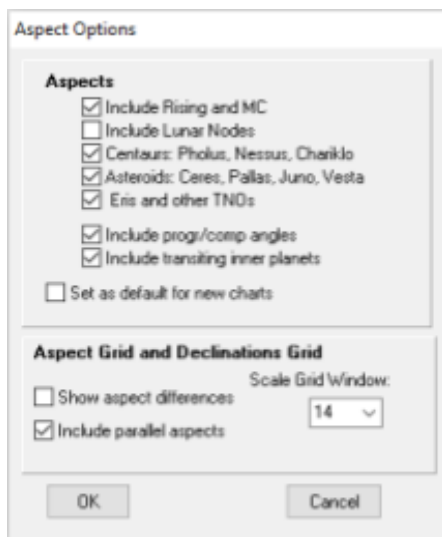 Aspect Options
Aspects
Include Rising and MC
Include Lunar Nodes
Centaurs: Pholus, Nessus, Chariklo
Asteroids: Ceres, Pallas, Juno, Vesta
Eris and other TNOs
Include progr/comp angles
Include transiting inner planets
Set as default for new charts
Aspect Grid and Declinations Grid
Scale Grid Window:
Show aspect differences
14
Include parallel aspects
OK Cancel